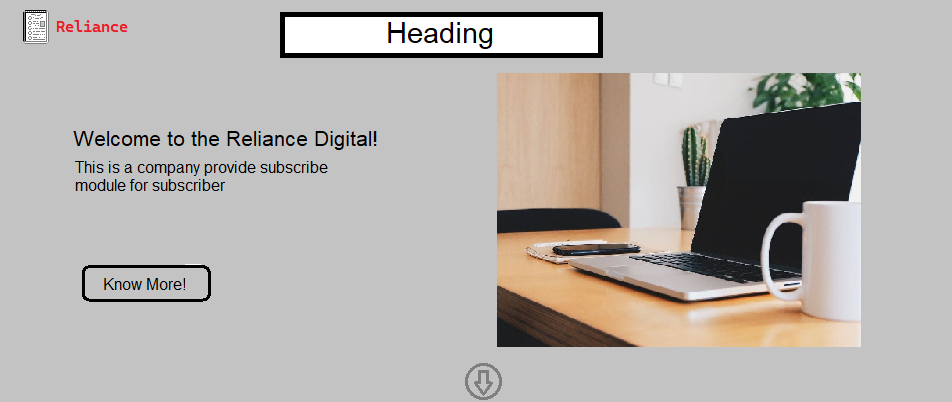 Reliance
Heading
Welcome to the Reliance Digital!
This is a company provide subscribe
module for subscriber
Know More!